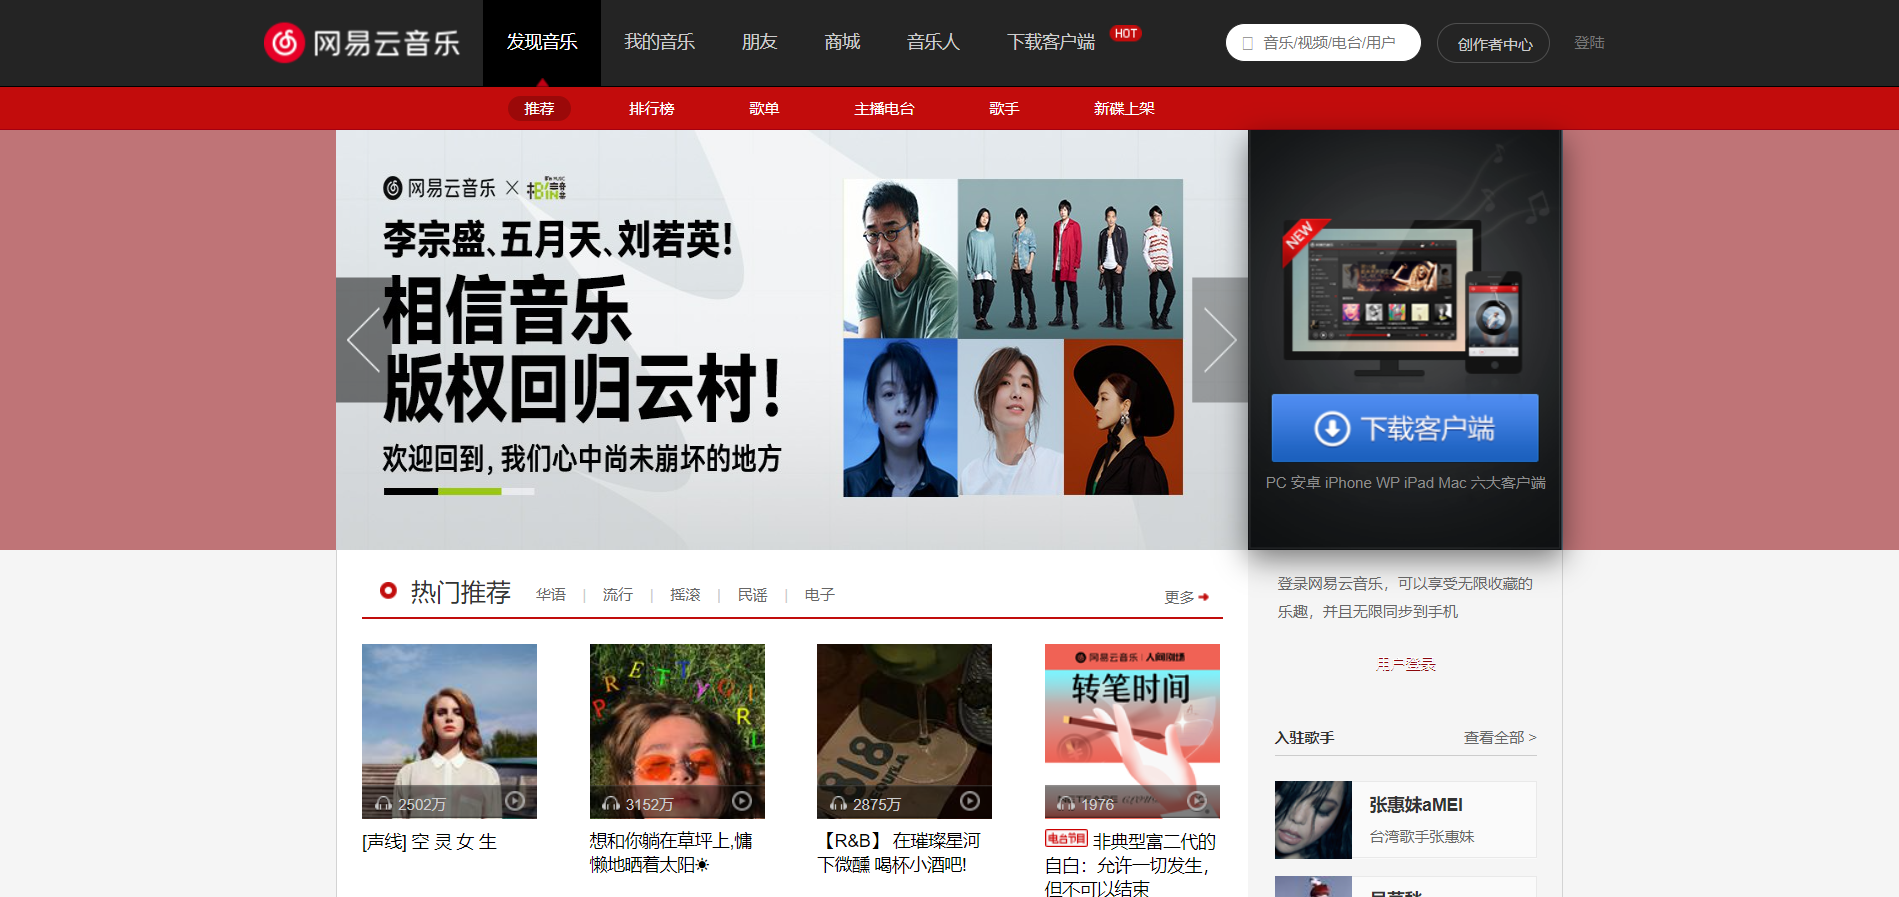 网易云音乐
发现音乐
我的音乐
朋友
商城
音乐人
下载客户端
HOT
音乐/视频/电台/用户
创作者中心
登陆
推荐
排行榜
歌单
主播电台
歌手
新碟上架
网易云音乐 ×
李宗盛、五月天、刘若英!
相信音乐
版权回归云村!
欢迎回到, 我们心中尚未崩坏的地方
NEW
下载客户端
PC 安卓 iPhone WP iPad Mac 六大客户端
热门推荐
华语 | 流行 | 摇滚 | 民谣 | 电子
更多
登录网易云音乐，可以享受无限收藏的
乐趣，并且无限同步到手机
用户登录
入驻歌手
查看全部 >
张惠妹aMEI
台湾歌手张惠妹
2502万
[声线] 空 灵 女 生
PRETTY GIRL
3152万
想和你躺在草坪上,慵
懒地晒着太阳☀
818
2875万
【R&B】 在璀璨星河
下微醺 喝杯小酒吧!
网易云音乐 | 人间剧场
转笔时间
1976
电台节目 非典型富二代的
自白：允许一切发生，
但不可以结束